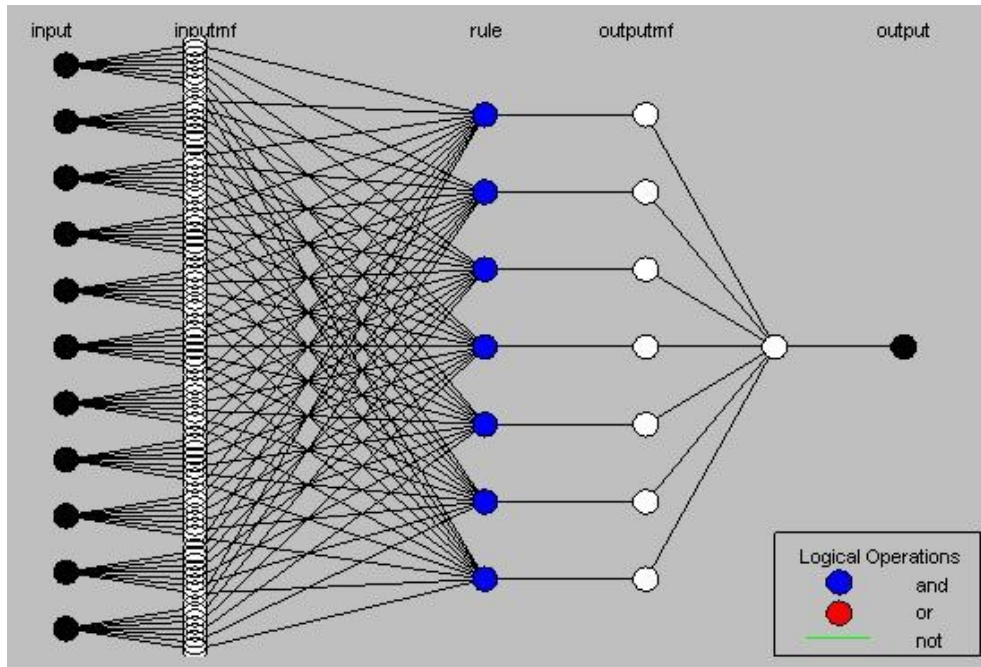 input inputmf rule outputmf output
Logical Operations
and
or
not